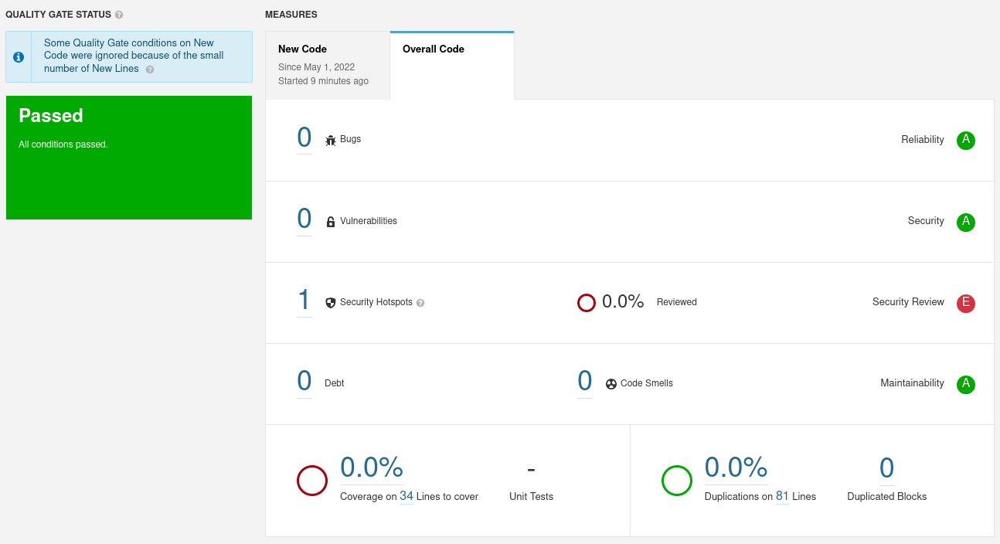 QUALITY GATE STATUS ?
MEASURES
Some Quality Gate conditions on New
Code were ignored because of the small
number of New Lines ?
Passed
All conditions passed.
New Code
Since May 1, 2022
Started 9 minutes ago
Overall Code
0 Bugs
Reliability A
0 Vulnerabilities
Security A
1 Security Hotspots ?
0.0% Reviewed
Security Review E
0 Debt
0 Code Smells
Maintainability A
0.0%
Coverage on 34 Lines to cover
-
Unit Tests
0.0%
Duplications on 81 Lines
0
Duplicated Blocks